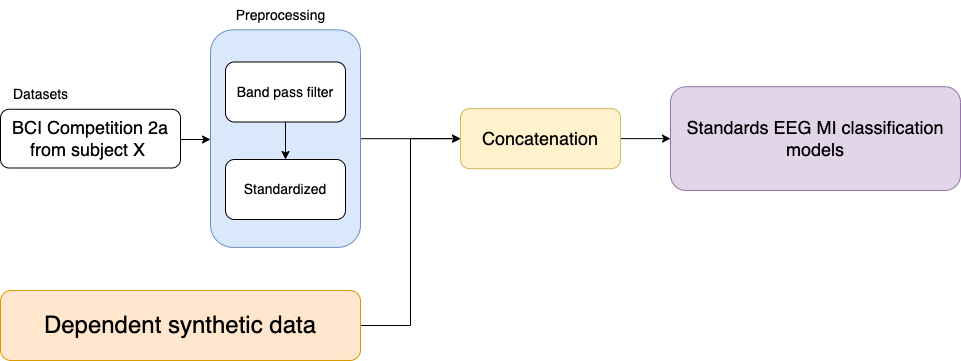 Preprocessing
Datasets
BCI Competition 2a
from subject X
Band pass filter
Standardized
Concatenation
Standards EEG MI classification
models
Dependent synthetic data